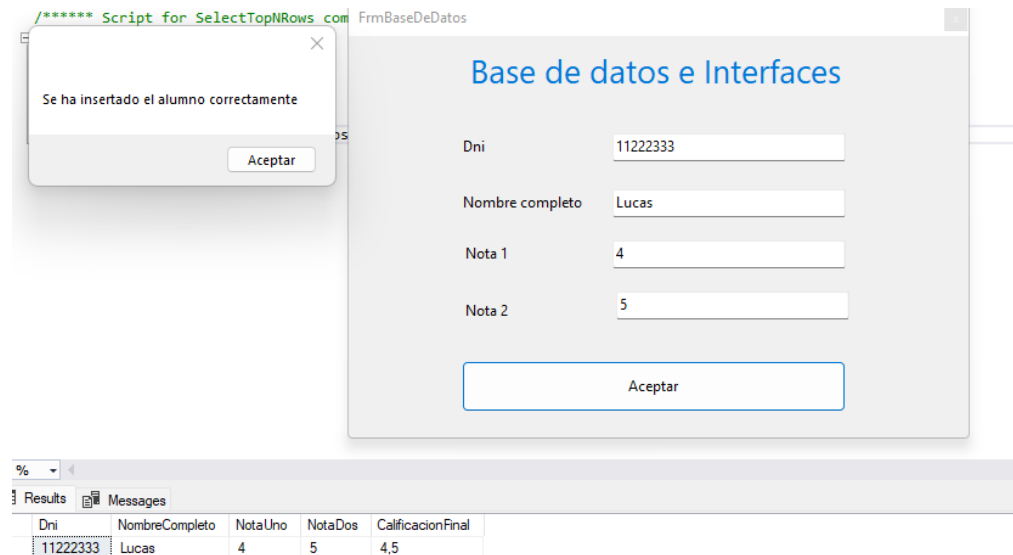 /****** Script for SelectTopNRows com
FrmBaseDeDatos
Se ha insertado el alumno correctamente
Aceptar
Base de datos e Interfaces
Dni 11222333
Nombre completo Lucas
Nota 1 4
Nota 2 5
Aceptar
%
Results Messages
Dni NombreCompleto NotaUno NotaDos CalificacionFinal
11222333 Lucas 4 5 4,5